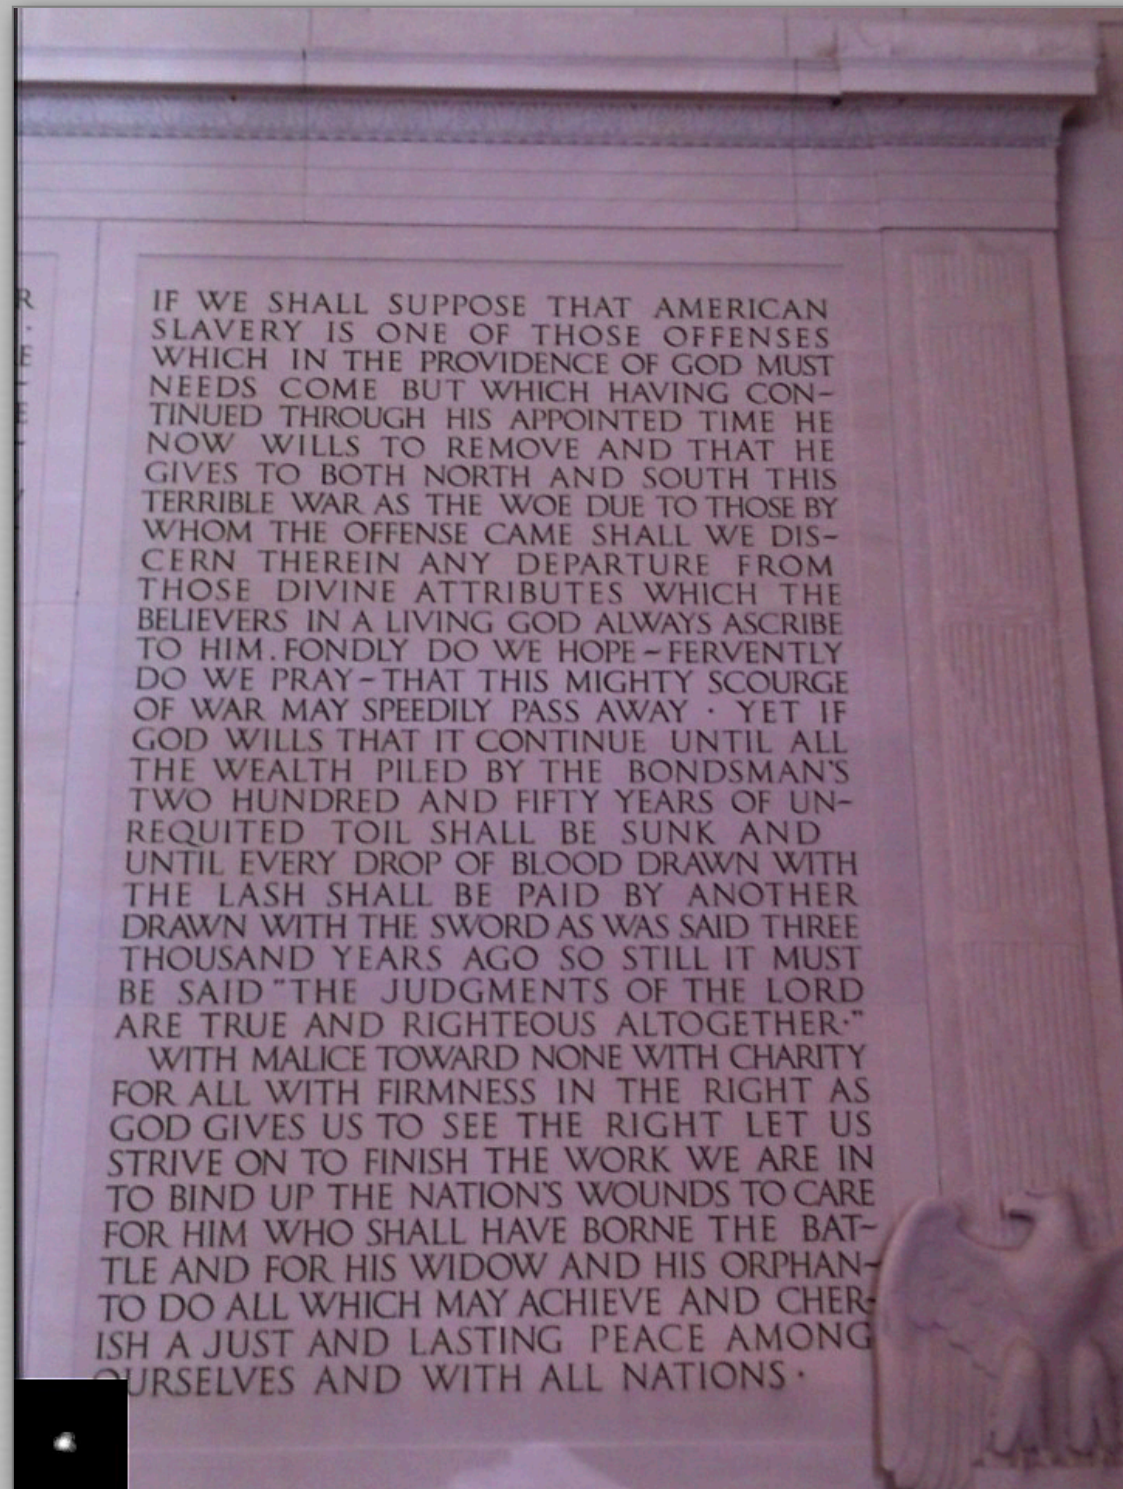 IF WE SHALL SUPPOSE THAT AMERICAN
SLAVERY IS ONE OF THOSE OFFENSES
WHICH IN THE PROVIDENCE OF GOD MUST
NEEDS COME BUT WHICH HAVING CON-
TINUED THROUGH HIS APPOINTED TIME HE
NOW WILLS TO REMOVE AND THAT HE
GIVES TO BOTH NORTH AND SOUTH THIS
TERRIBLE WAR AS THE WOE DUE TO THOSE BY
WHOM THE OFFENSE CAME SHALL WE DIS-
CERN THEREIN ANY DEPARTURE FROM
THOSE DIVINE ATTRIBUTES WHICH THE
BELIEVERS IN A LIVING GOD ALWAYS ASCRIBE
TO HIM. FONDLY DO WE HOPE-FERVENTLY
DO WE PRAY-THAT THIS MIGHTY SCOURGE
OF WAR MAY SPEEDILY PASS AWAY · YET IF
GOD WILLS THAT IT CONTINUE UNTIL ALL
THE WEALTH PILED BY THE BONDSMAN'S
TWO HUNDRED AND FIFTY YEARS OF UN-
REQUITED TOIL SHALL BE SUNK AND
UNTIL EVERY DROP OF BLOOD DRAWN WITH
THE LASH SHALL BE PAID BY ANOTHER
DRAWN WITH THE SWORD AS WAS SAID THREE
THOUSAND YEARS AGO SO STILL IT MUST
BE SAID "THE JUDGMENTS OF THE LORD
ARE TRUE AND RIGHTEOUS ALTOGETHER·"
WITH MALICE TOWARD NONE WITH CHARITY
FOR ALL WITH FIRMNESS IN THE RIGHT AS
GOD GIVES US TO SEE THE RIGHT LET US
STRIVE ON TO FINISH THE WORK WE ARE IN
TO BIND UP THE NATION'S WOUNDS TO CARE
FOR HIM WHO SHALL HAVE BORNE THE BAT-
TLE AND FOR HIS WIDOW AND HIS ORPHAN-
TO DO ALL WHICH MAY ACHIEVE AND CHER-
ISH A JUST AND LASTING PEACE AMONG
OURSELVES AND WITH ALL NATIONS ·